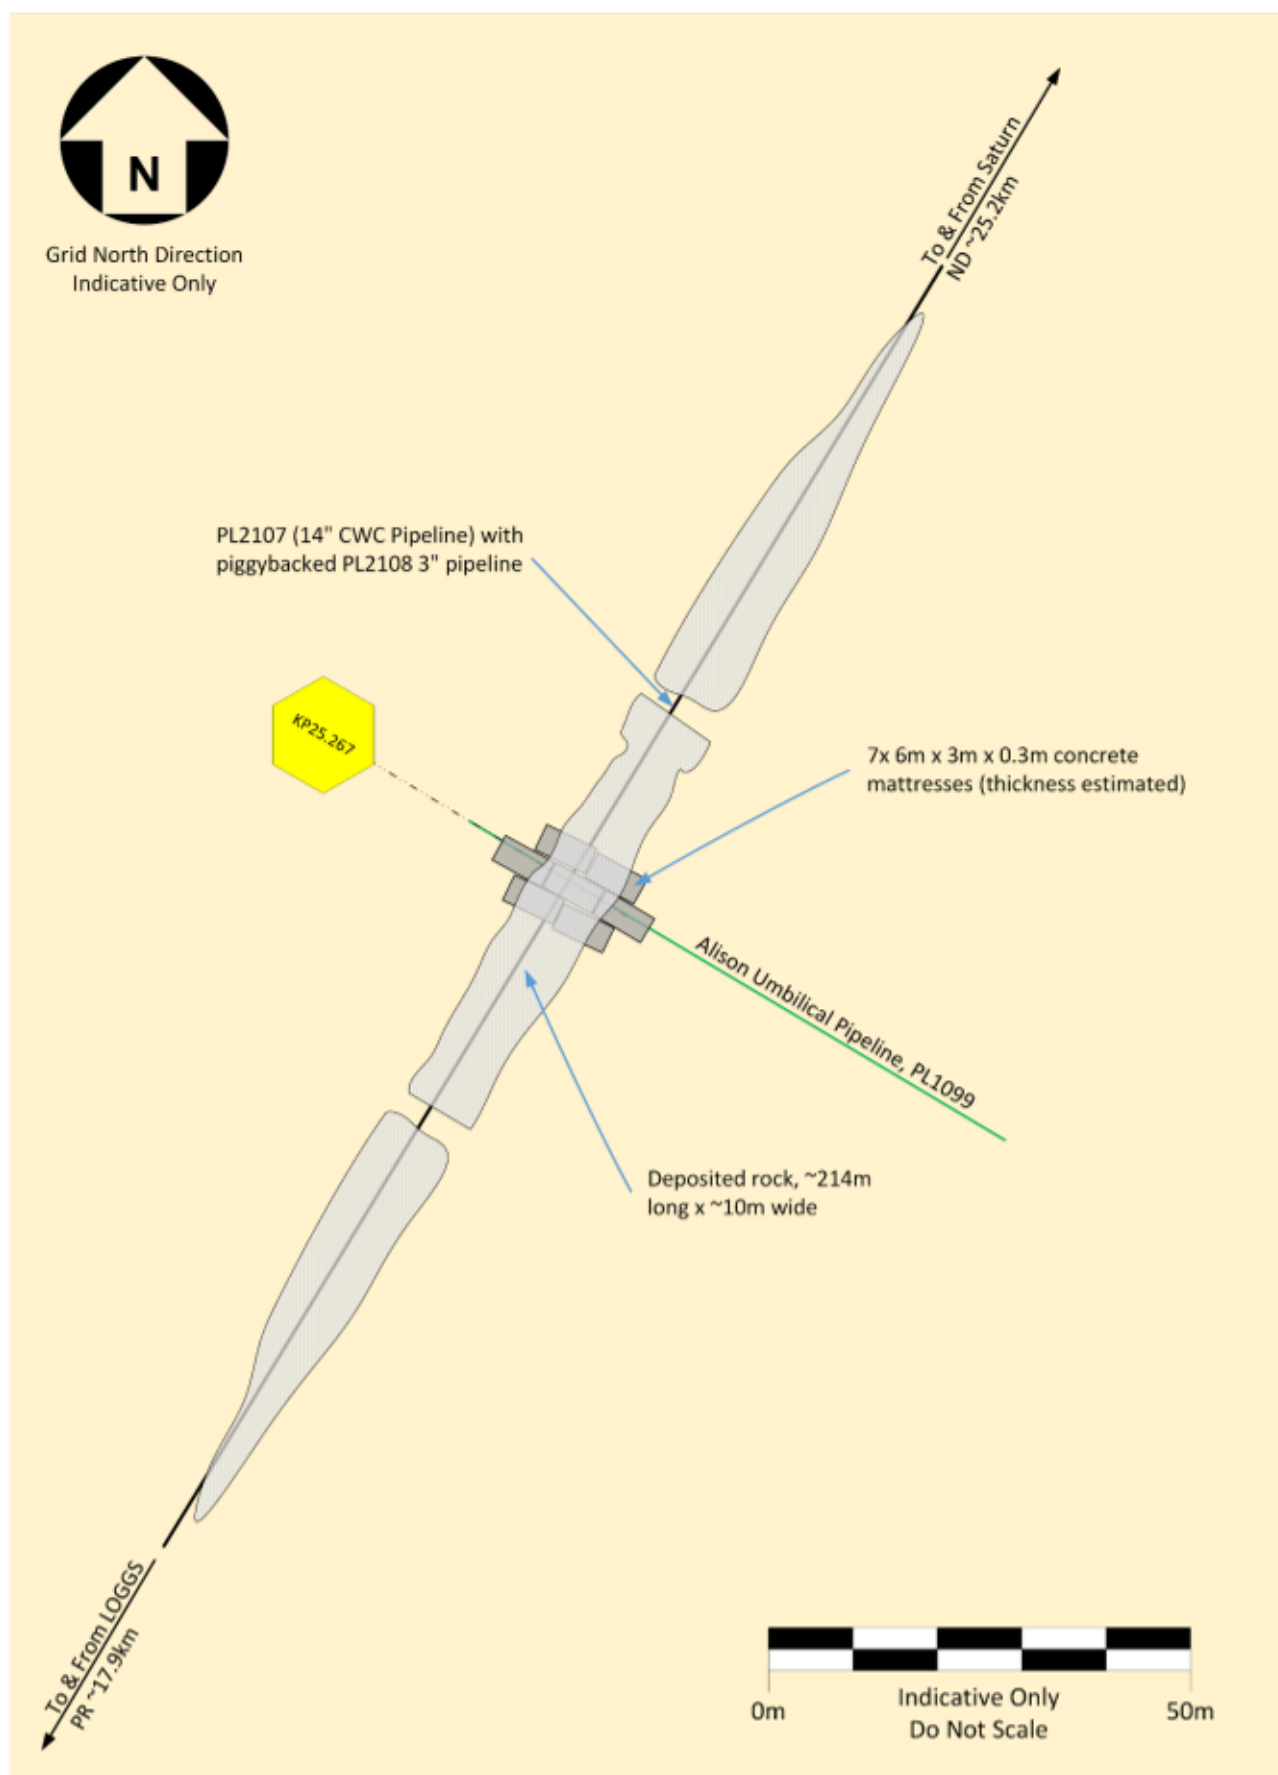 N
Grid North Direction
Indicative Only
To & From Saturn
ND ~25.2km
PL2107 (14" CWC Pipeline) with
piggybacked PL2108 3" pipeline
KP25.267
7x 6m x 3m x 0.3m concrete
mattresses (thickness estimated)
Alison Umbilical Pipeline, PL1099
Deposited rock, ~214m
long x ~10m wide
To & From LOGGS
PR ~17.9km
0m
Indicative Only
Do Not Scale
50m